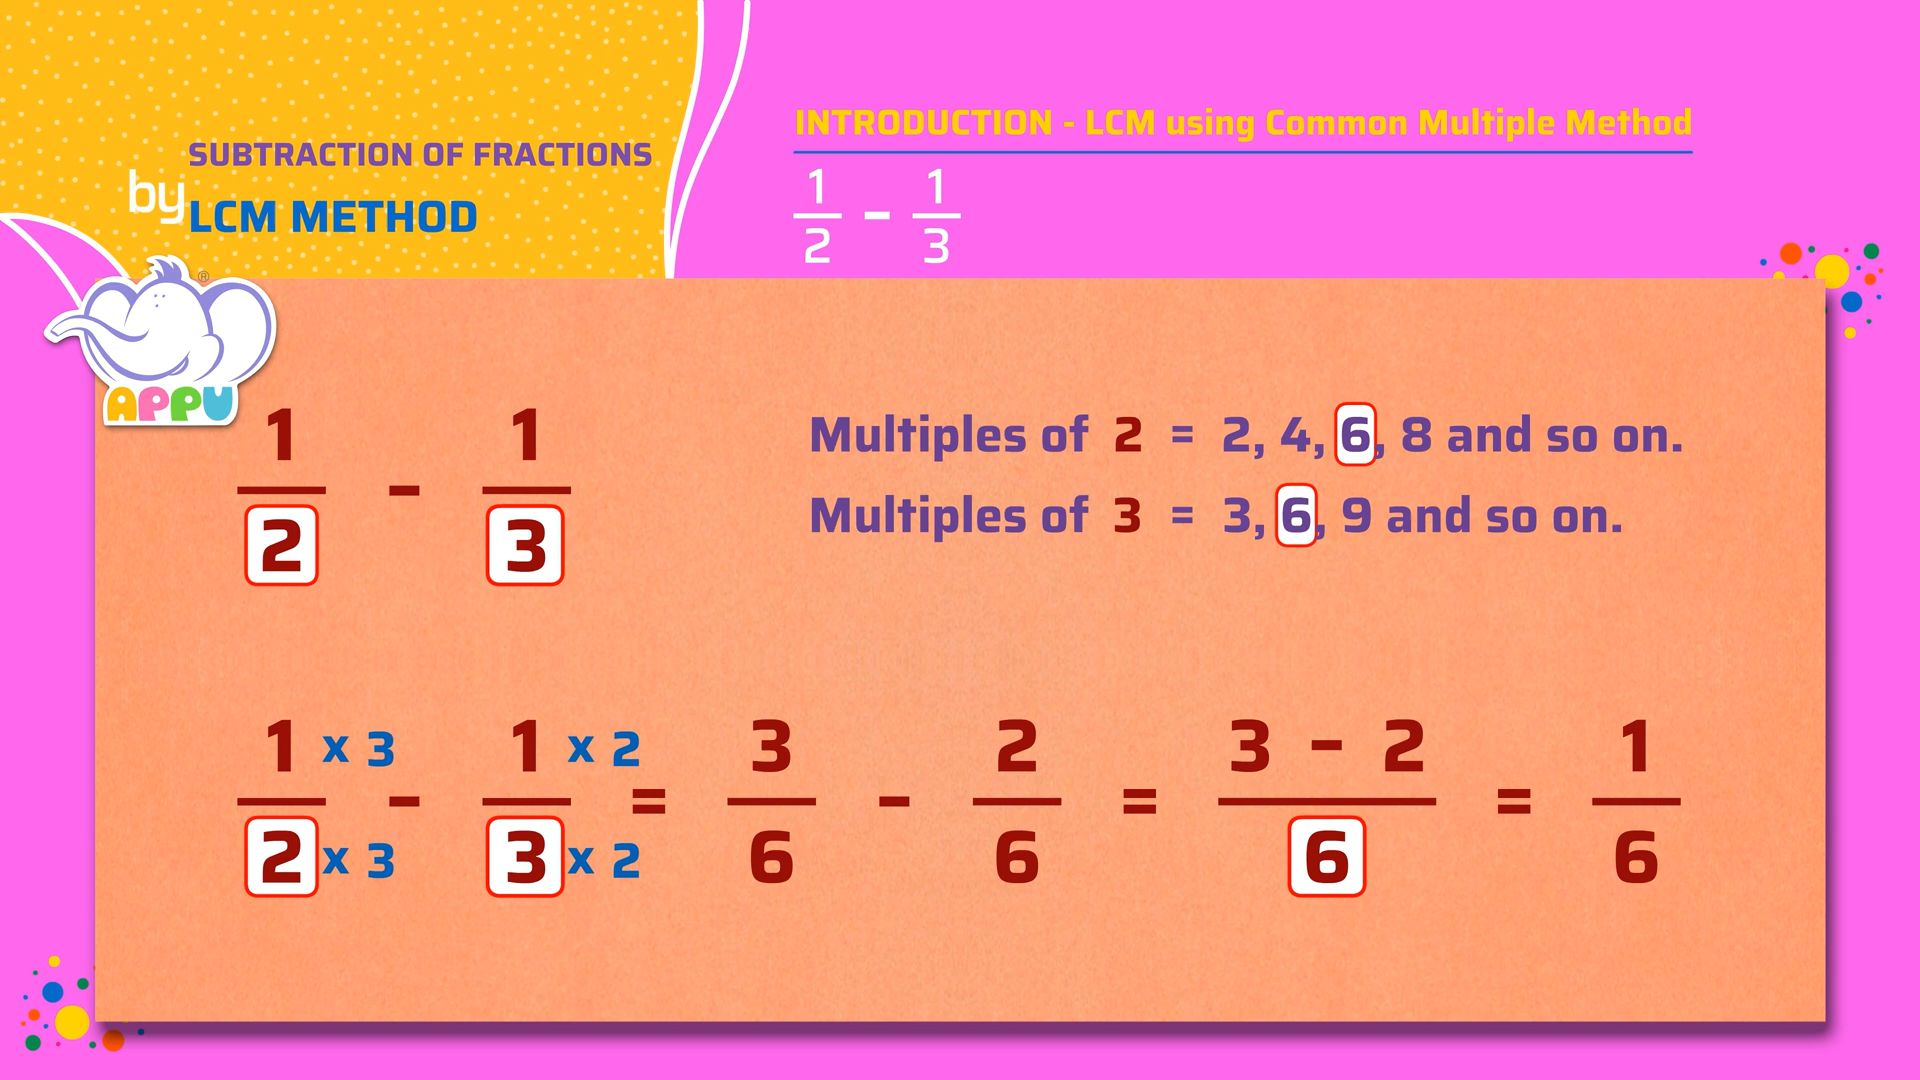 SUBTRACTION OF FRACTIONS
by LCM METHOD
INTRODUCTION - LCM using Common Multiple Method
1/2 - 1/3
®
APPU
1/2 - 1/3
Multiples of 2 = 2, 4, 6, 8 and so on.
Multiples of 3 = 3, 6, 9 and so on.
1 x 3 / 2 x 3 - 1 x 2 / 3 x 2 = 3/6 - 2/6 = 3 - 2 / 6 = 1/6